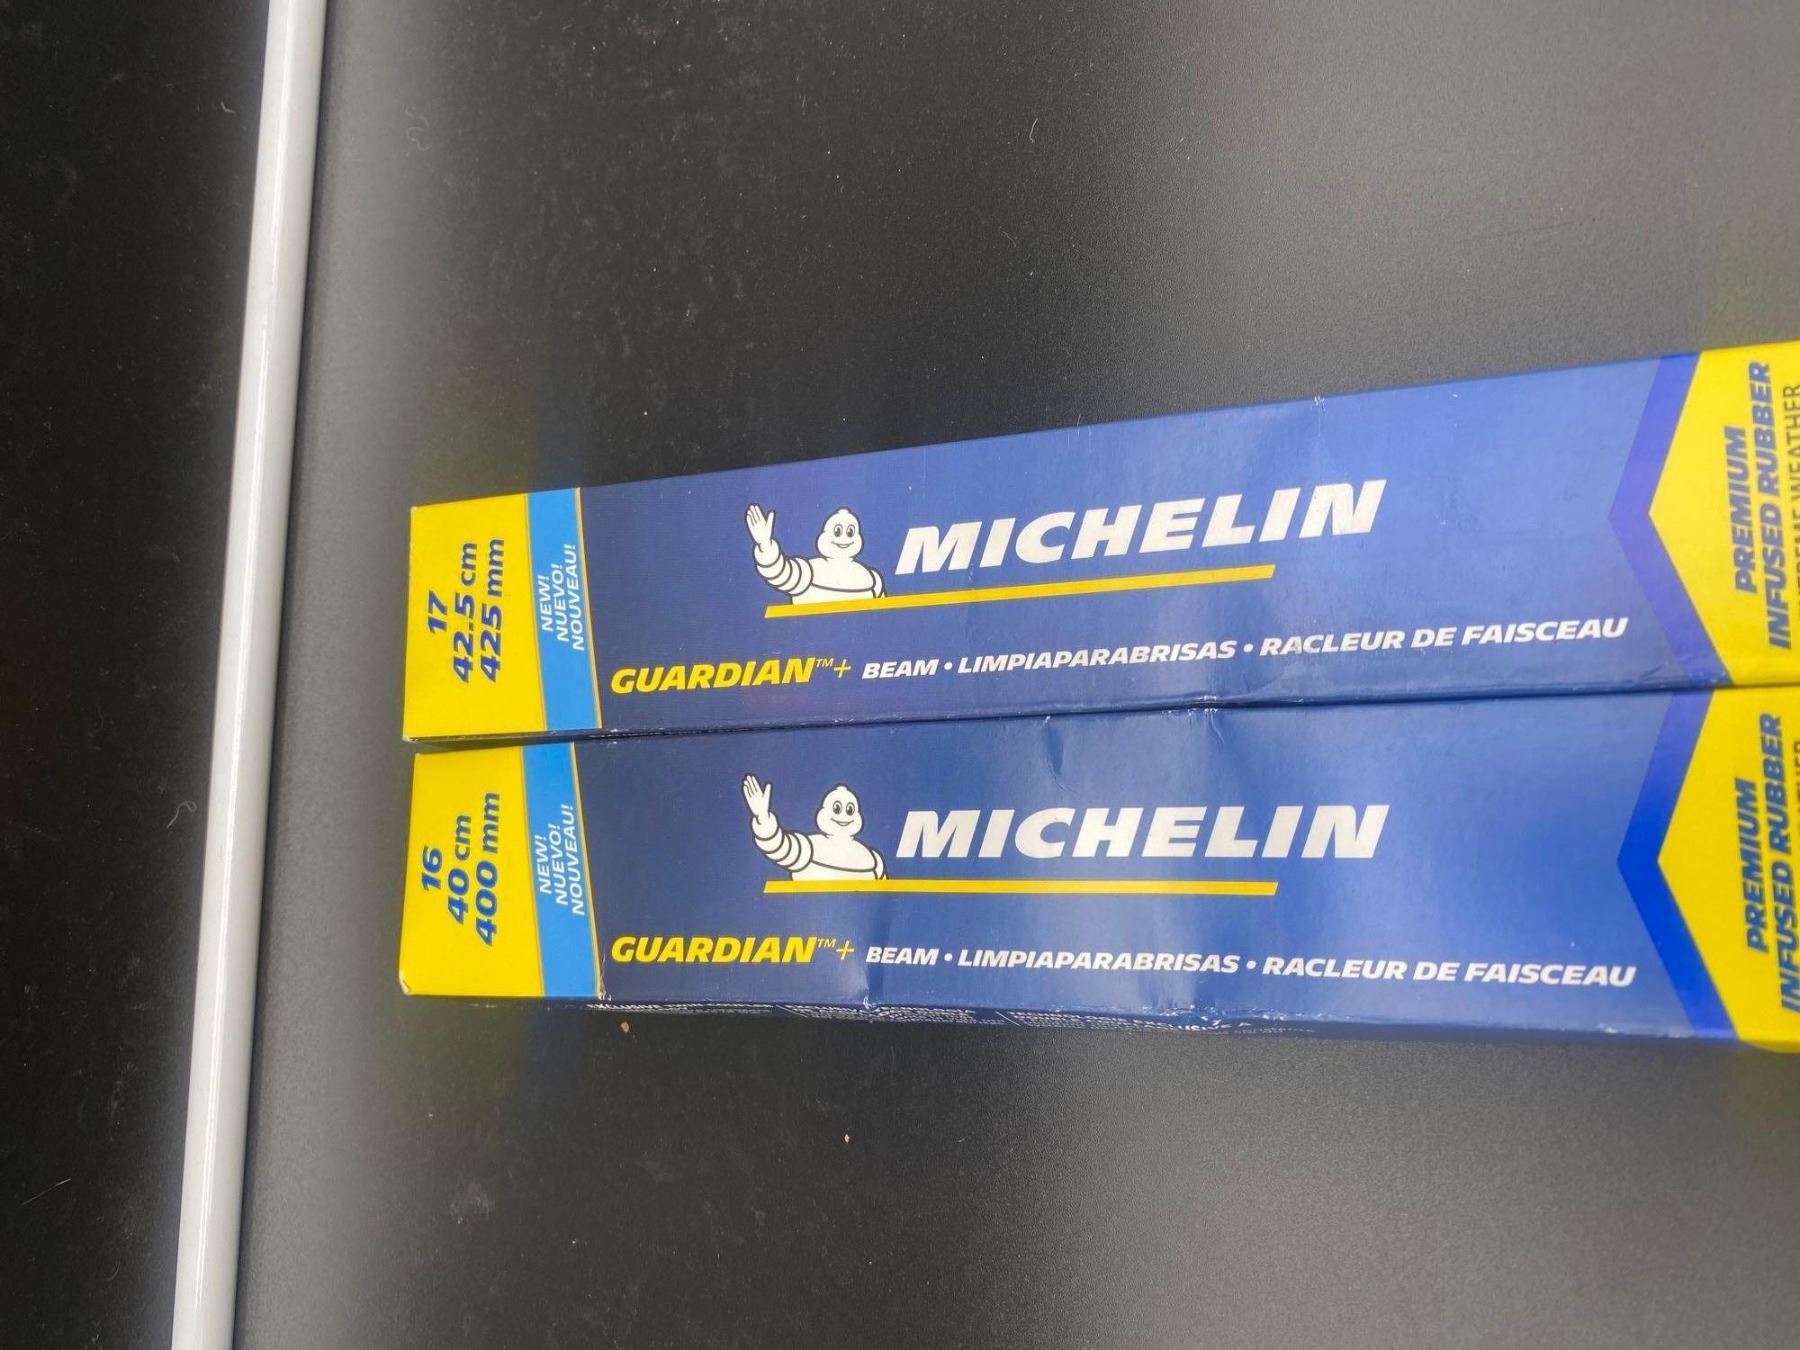 17
42.5 cm
425 mm
NEW!
NUEVO!
NOUVEAU!
MICHELIN
GUARDIAN™+ BEAM • LIMPIAPARABRISAS • RACLEUR DE FAISCEAU
PREMIUM
INFUSED RUBBER
WEATHER
16
40 cm
400 mm
NEW!
NUEVO!
NOUVEAU!
MICHELIN
GUARDIAN™+ BEAM • LIMPIAPARABRISAS • RACLEUR DE FAISCEAU
PREMIUM
INFUSED RUBBER